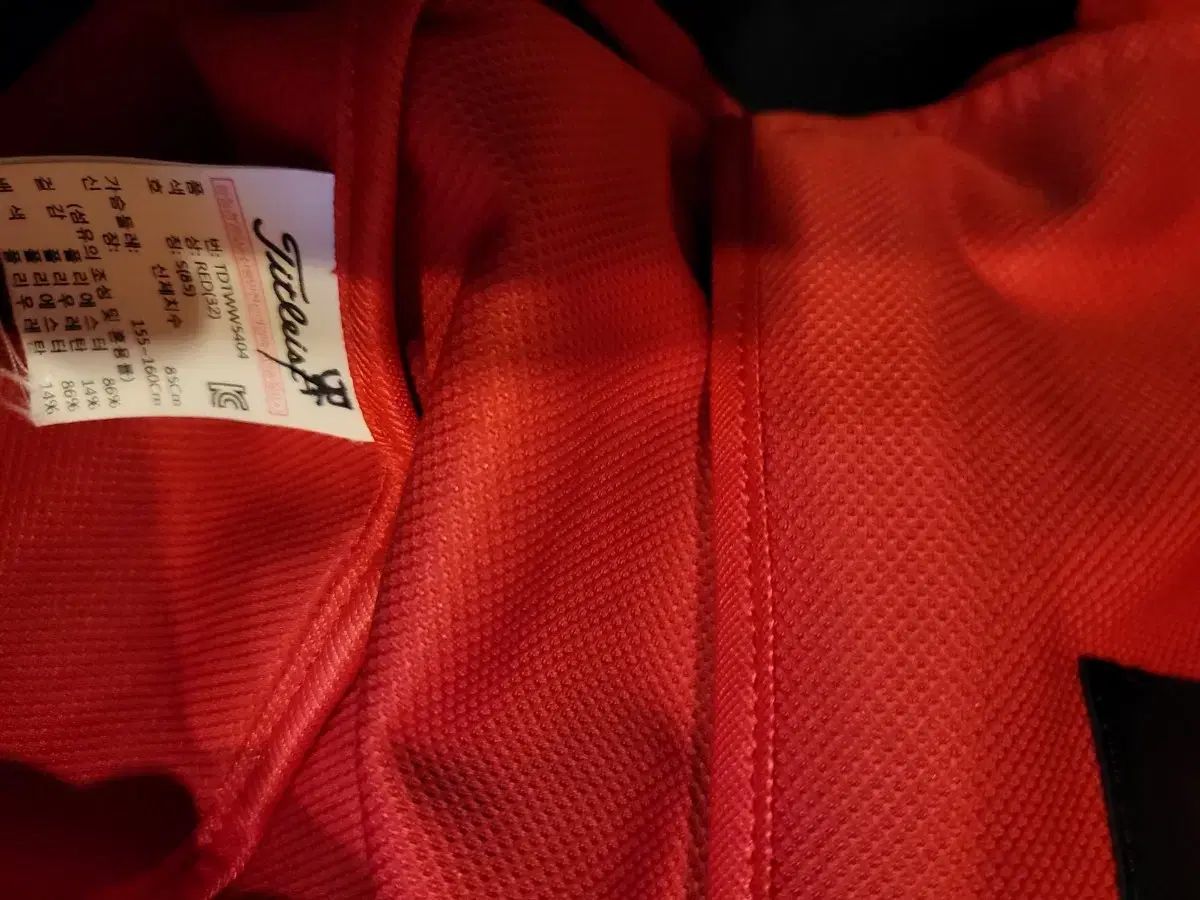 Titleist
품 번: TDTWW5404
색 상: RED(32)
호 칭: S(85)
신체치수
가슴둘레: 85Cm
신 장: 155~160Cm
(섬유의 조성 및 혼용률)
겉 감 폴리에스터 86%
폴리우레탄 14%
배 색 폴리에스터 86%
폴리우레탄 14%